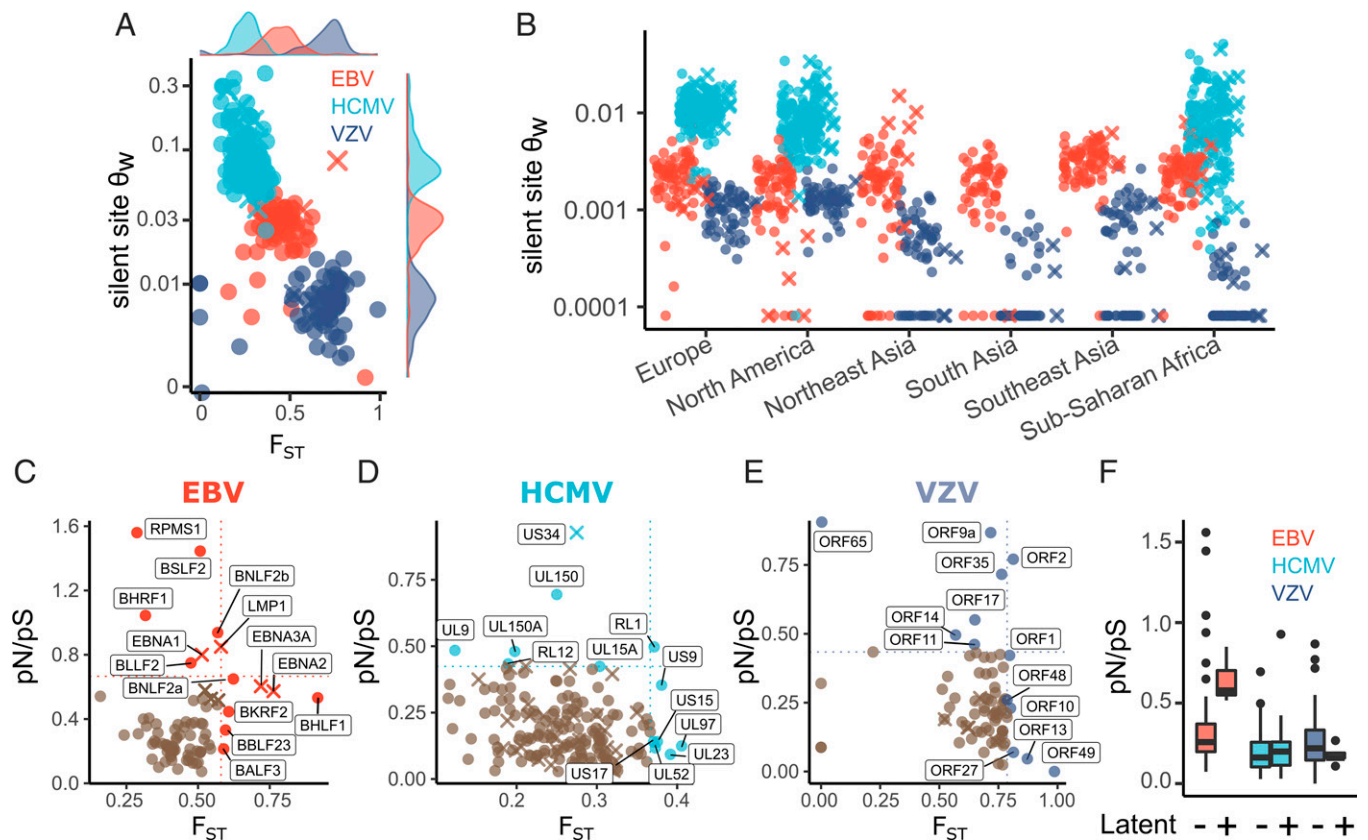 A
EBV
HCMV
VZV
silent site θW
0.3
0.1
0.03
0.01
0
0
0.5
1
FST
B
silent site θW
0.01
0.001
0.0001
Europe
North America
Northeast Asia
South Asia
Southeast Asia
Sub-Saharan Africa
C
EBV
pN/pS
1.6
1.2
0.8
0.4
0.0
RPMS1
BSLF2
BNLF2b
BHRF1
LMP1
EBNA1
EBNA3A
BLLF2
EBNA2
BNLF2a
BKRF2
BHLF1
BBLF23
BALF3
0.25
0.50
0.75
FST
D
HCMV
pN/pS
0.75
0.50
0.25
0.00
US34
UL150
UL9
UL150A
RL1
RL12
UL15A
US9
US15
UL97
US17
UL52
UL23
0.2
0.3
0.4
FST
E
VZV
pN/pS
0.75
0.50
0.25
0.00
ORF65
ORF9a
ORF35
ORF2
ORF17
ORF14
ORF11
ORF1
ORF48
ORF10
ORF13
ORF27
ORF49
0.00
0.25
0.50
0.75
1.00
FST
F
EBV
HCMV
VZV
pN/pS
1.5
1.0
0.5
0.0
Latent - + - + - +